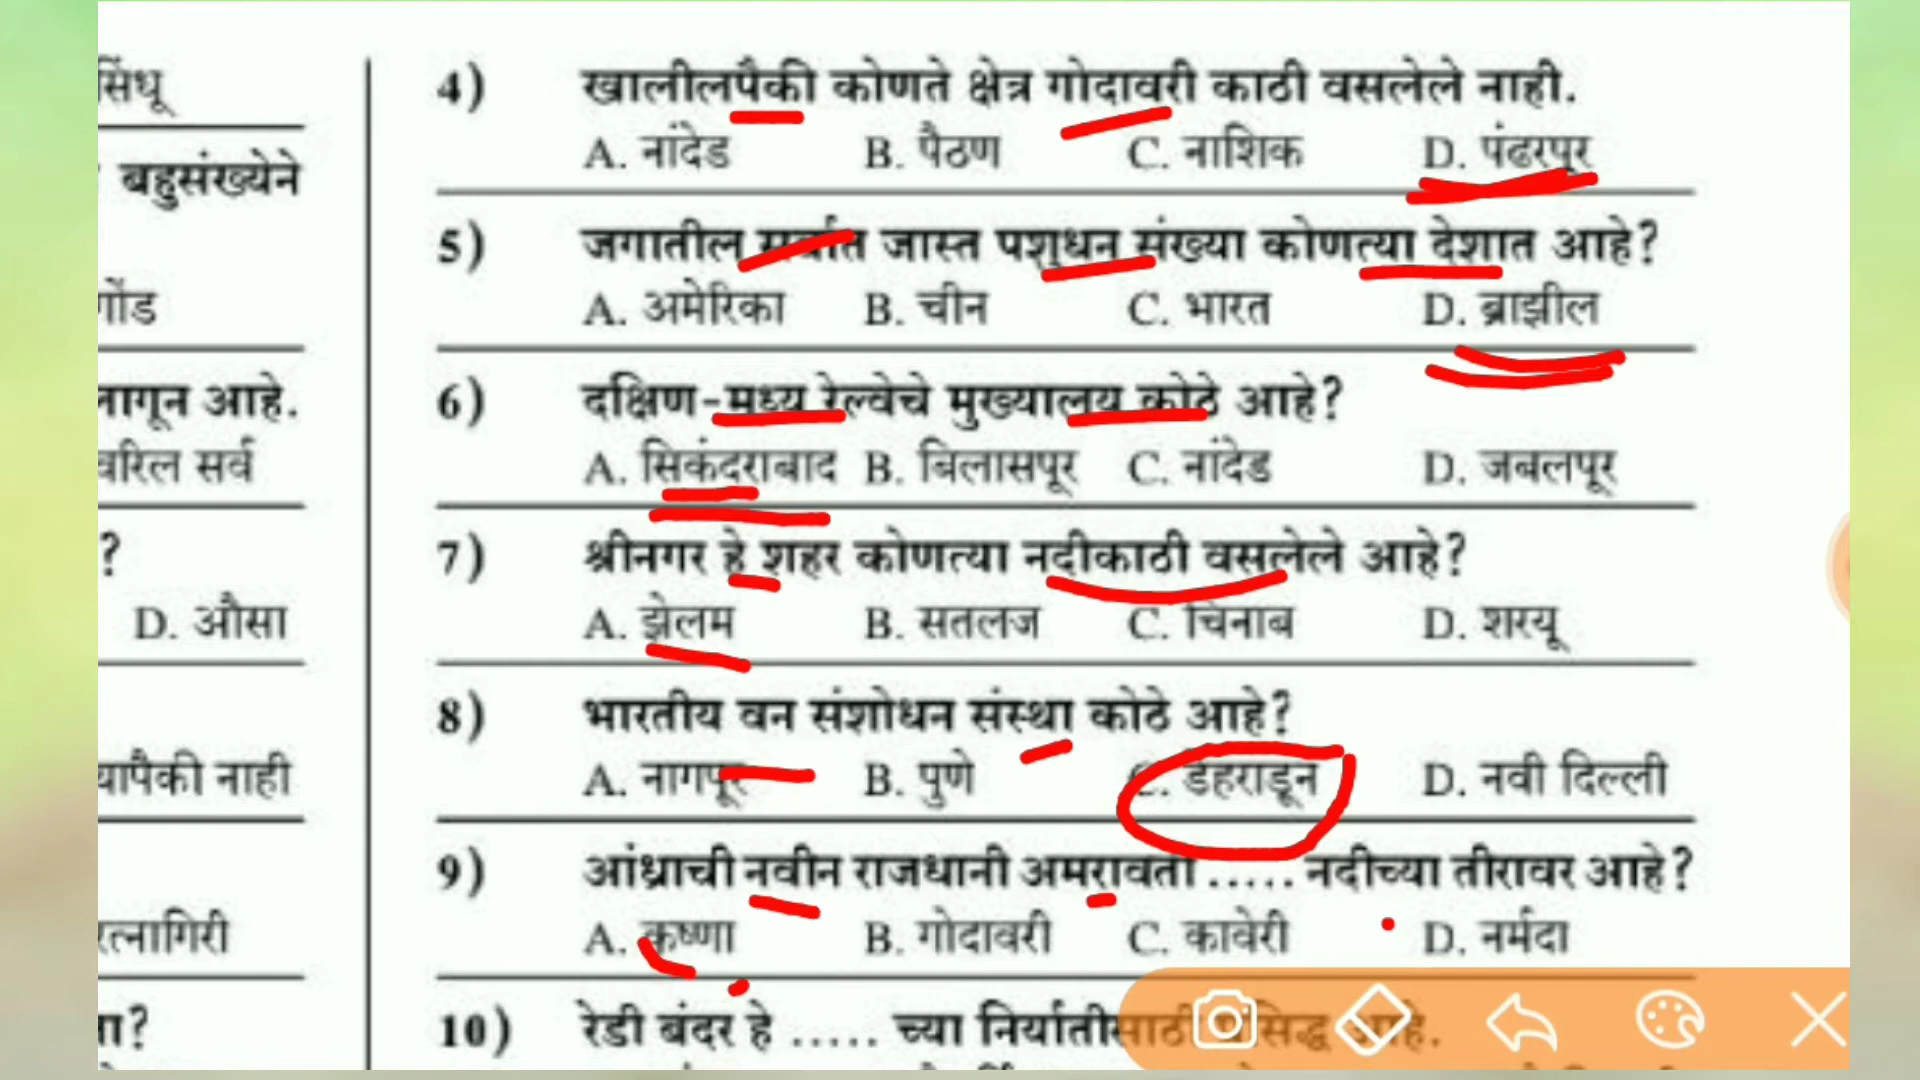 सिंधू
बहुसंख्येने
गोंड
लागून आहे.
वरिल सर्व
?
D. औसा
यापैकी नाही
रत्नागिरी
ता?
4) खालीलपैकी कोणते क्षेत्र गोदावरी काठी वसलेले नाही.
A. नांदेड B. पैठण C. नाशिक D. पंढरपूर
5) जगातील सर्वात जास्त पशुधन संख्या कोणत्या देशात आहे?
A. अमेरिका B. चीन C. भारत D. ब्राझील
6) दक्षिण-मध्य रेल्वेचे मुख्यालय कोठे आहे?
A. सिकंदराबाद B. बिलासपूर C. नांदेड D. जबलपूर
7) श्रीनगर हे शहर कोणत्या नदीकाठी वसलेले आहे?
A. झेलम B. सतलज C. चिनाब D. शरयू
8) भारतीय वन संशोधन संस्था कोठे आहे?
A. नागपूर B. पुणे C. डेहराडून D. नवी दिल्ली
9) आंध्राची नवीन राजधानी अमरावती ..... नदीच्या तीरावर आहे?
A. कृष्णा B. गोदावरी C. कावेरी D. नर्मदा
10) रेडी बंदर हे ..... च्या निर्यातीसाठी प्रसिद्ध आहे.